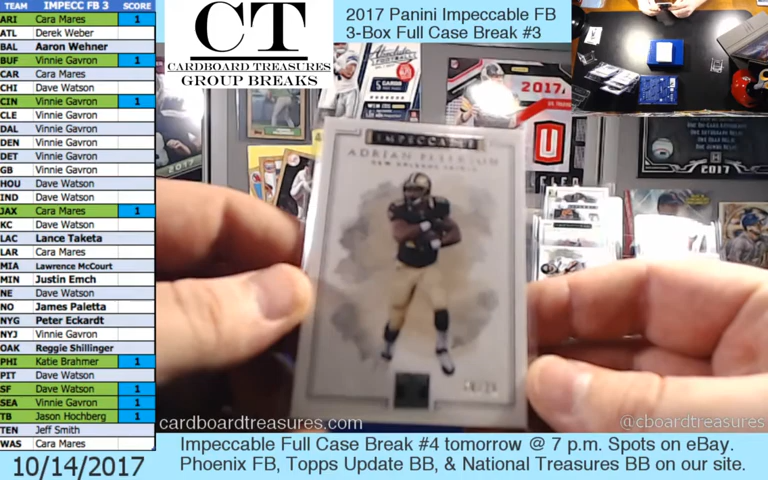 TEAM IMPECC FB 3 SCORE
ARI Cara Mares 1
ATL Derek Weber
BAL Aaron Wehner
BUF Vinnie Gavron 1
CAR Cara Mares
CHI Dave Watson
CIN Vinnie Gavron 1
CLE Vinnie Gavron
DAL Vinnie Gavron
DEN Vinnie Gavron
DET Vinnie Gavron
GB Vinnie Gavron
HOU Dave Watson
IND Dave Watson
JAX Cara Mares 1
KC Dave Watson
LAC Lance Taketa
LAR Cara Mares
MIA Lawrence McCourt
MIN Justin Emch
NE Dave Watson
NO James Paletta
NYG Peter Eckardt
NYJ Vinnie Gavron
OAK Reggie Shillinger
PHI Katie Brahmer 1
PIT Dave Watson
SF Dave Watson 1
SEA Vinnie Gavron 1
TB Jason Hochberg 1
TEN Jeff Smith
WAS Cara Mares
10/14/2017
CT
CARDBOARD TREASURES
GROUP BREAKS
2017 Panini Impeccable FB
3-Box Full Case Break #3
Absolute
2017
U
2017
IMPECCABLE
ADRIAN PETERSON
NEW ORLEANS SAINTS
cardboardtreasures.com
@cboardtreasures
Impeccable Full Case Break #4 tomorrow @ 7 p.m. Spots on eBay.
Phoenix FB, Topps Update BB, & National Treasures BB on our site.